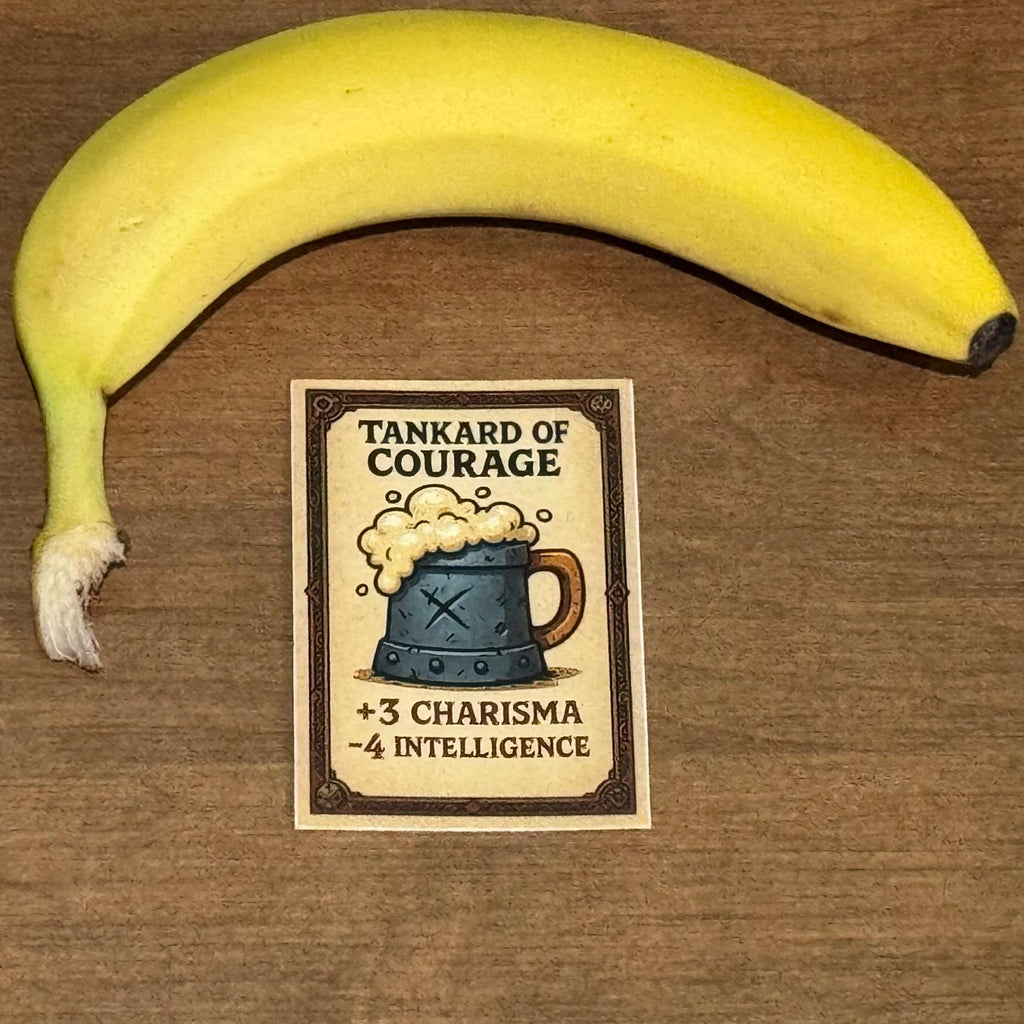 TANKARD OF
COURAGE
+3 CHARISMA
-4 INTELLIGENCE